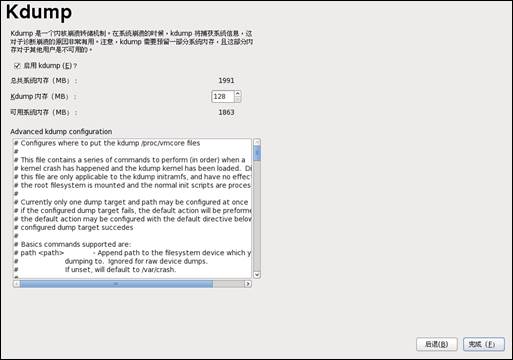 Kdump
Kdump 是一个内核崩溃转储机制。在系统崩溃的时候，kdump 将捕获系统信息，这
对于诊断崩溃的原因非常有用。注意，kdump 需要预留一部分系统内存，且这部分内
存对于其他用户是不可用的。
启用 kdump (E)？
总共系统内存（MB）： 1991
Kdump 内存（MB）： 128
可用系统内存（MB）： 1863
Advanced kdump configuration
# Configures where to put the kdump /proc/vmcore files
#
# This file contains a series of commands to perform (in order) when a
# kernel crash has happened and the kdump kernel has been loaded. Di
# this file are only applicable to the kdump initramfs, and have no effec
# the root filesystem is mounted and the normal init scripts are proces
#
# Currently only one dump target and path may be configured at once
# if the configured dump target fails, the default action will be preforme
# the default action may be configured with the default directive below
# configured dump target succedes
#
# Basics commands supported are:
# path <path> - Append path to the filesystem device which y
# dumping to. Ignored for raw device dumps.
# If unset, will default to /var/crash.
#
后退(B)
完成（F）